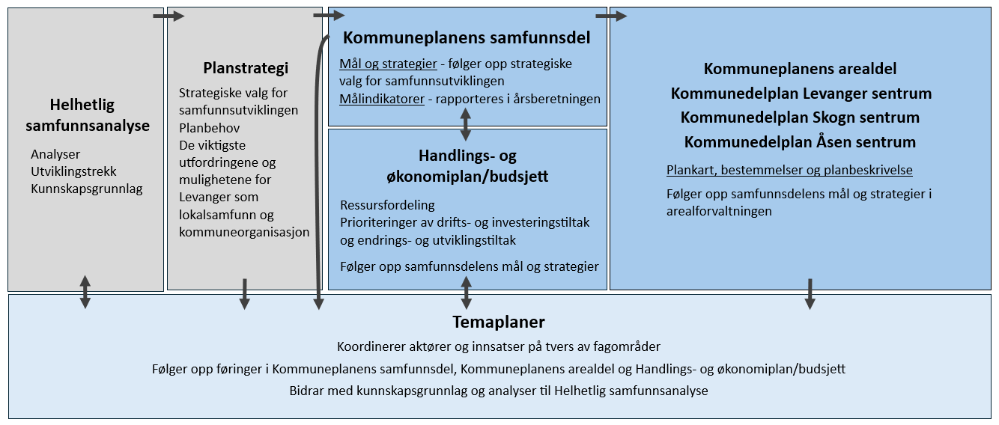 Helhetlig
samfunnsanalyse
Analyser
Utviklingstrekk
Kunnskapsgrunnlag
Planstrategi
Strategiske valg for
samfunnsutviklingen
Planbehov
De viktigste
utfordringene og
mulighetene for
Levanger som
lokalsamfunn og
kommuneorganisasjon
Kommuneplanens samfunnsdel
Mål og strategier - følger opp strategiske
valg for samfunnsutviklingen
Målindikatorer - rapporteres i årsberetningen
Handlings- og
økonomiplan/budsjett
Ressursfordeling
Prioriteringer av drifts- og investeringstiltak
og endrings- og utviklingstiltak
Følger opp samfunnsdelens mål og strategier
Kommuneplanens arealdel
Kommunedelplan Levanger sentrum
Kommunedelplan Skogn sentrum
Kommunedelplan Åsen sentrum
Plankart, bestemmelser og planbeskrivelse
Følger opp samfunnsdelens mål og strategier i
arealforvaltningen
Temaplaner
Koordinerer aktører og innsatser på tvers av fagområder
Følger opp føringer i Kommuneplanens samfunnsdel, Kommuneplanens arealdel og Handlings- og økonomiplan/budsjett
Bidrar med kunnskapsgrunnlag og analyser til Helhetlig samfunnsanalyse